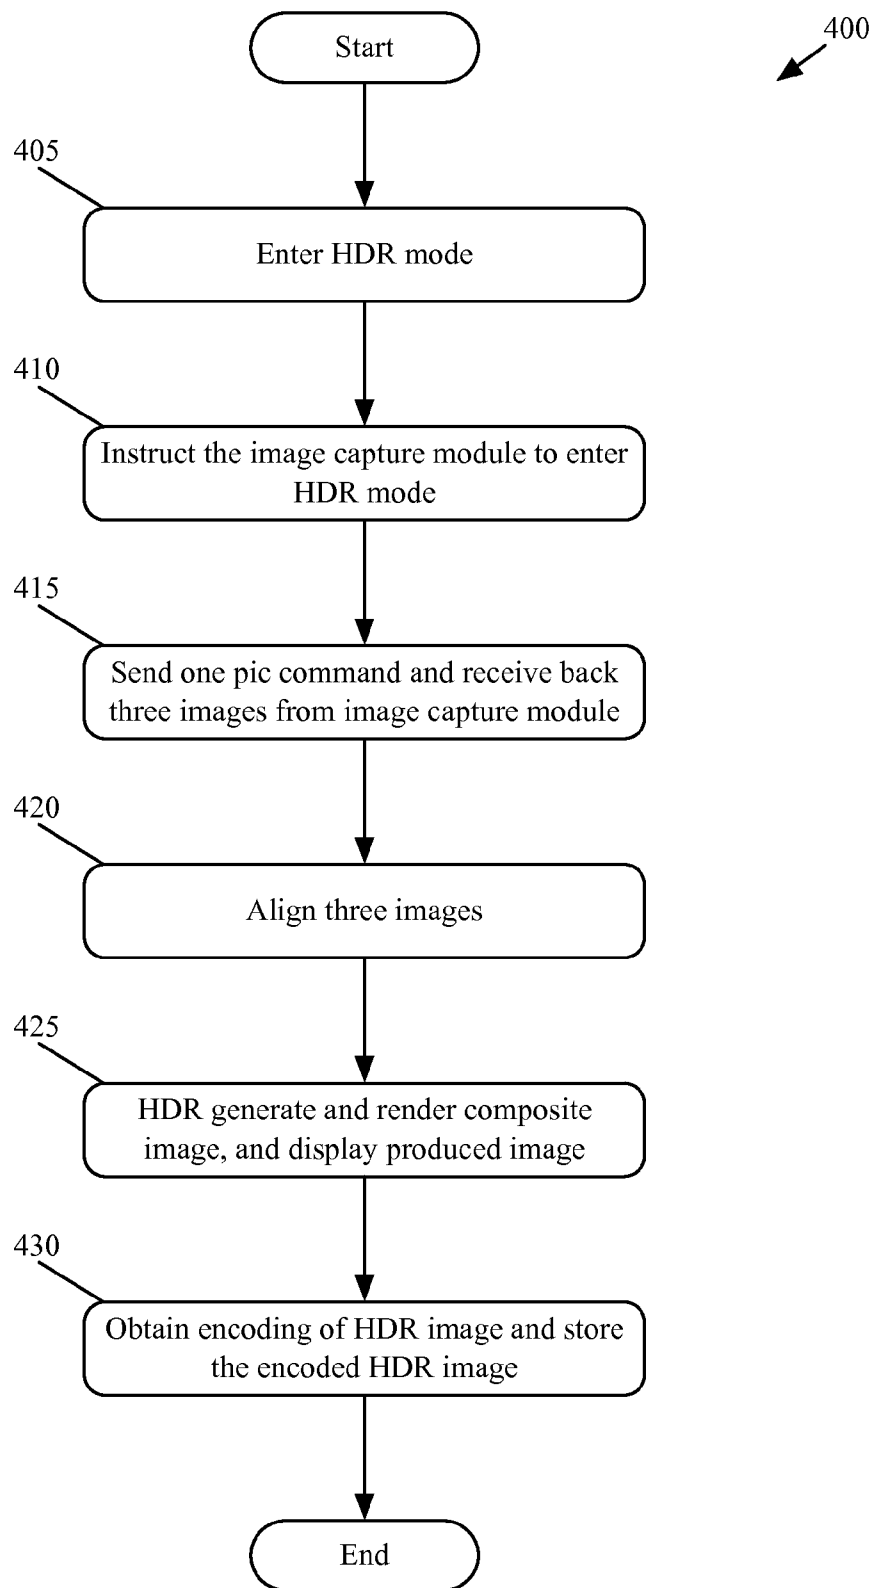 Start
400
405
Enter HDR mode
410
Instruct the image capture module to enter
HDR mode
415
Send one pic command and receive back
three images from image capture module
420
Align three images
425
HDR generate and render composite
image, and display produced image
430
Obtain encoding of HDR image and store
the encoded HDR image
End